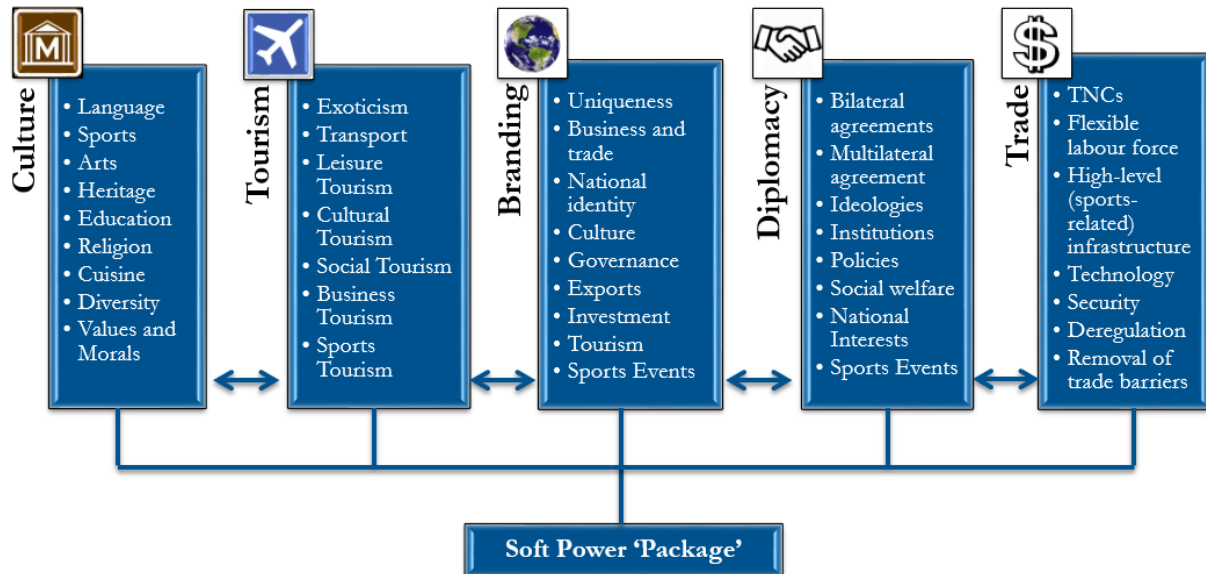 M
Culture
• Language
• Sports
• Arts
• Heritage
• Education
• Religion
• Cuisine
• Diversity
• Values and
Morals
Tourism
• Exoticism
• Transport
• Leisure
Tourism
• Cultural
Tourism
• Social Tourism
• Business
Tourism
• Sports
Tourism
Branding
• Uniqueness
• Business and
trade
• National
identity
• Culture
• Governance
• Exports
• Investment
• Tourism
• Sports Events
Diplomacy
• Bilateral
agreements
• Multilateral
agreement
• Ideologies
• Institutions
• Policies
• Social welfare
• National
Interests
• Sports Events
$
Trade
• TNCs
• Flexible
labour force
• High-level
(sports-
related)
infrastructure
• Technology
• Security
• Deregulation
• Removal of
trade barriers
Soft Power ‘Package’